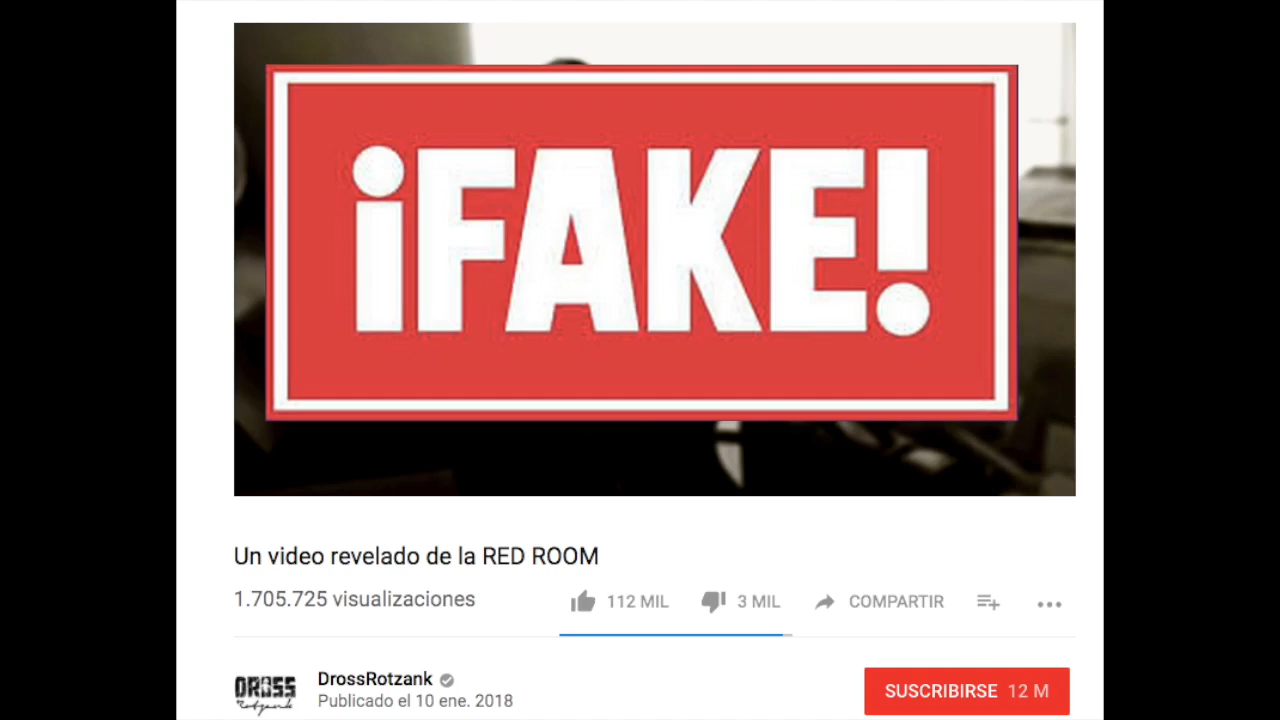 ¡FAKE!
Un video revelado de la RED ROOM
1.705.725 visualizaciones
112 MIL
3 MIL
COMPARTIR
DROSS
Rotzank
DrossRotzank
Publicado el 10 ene. 2018
SUSCRIBIRSE 12 M